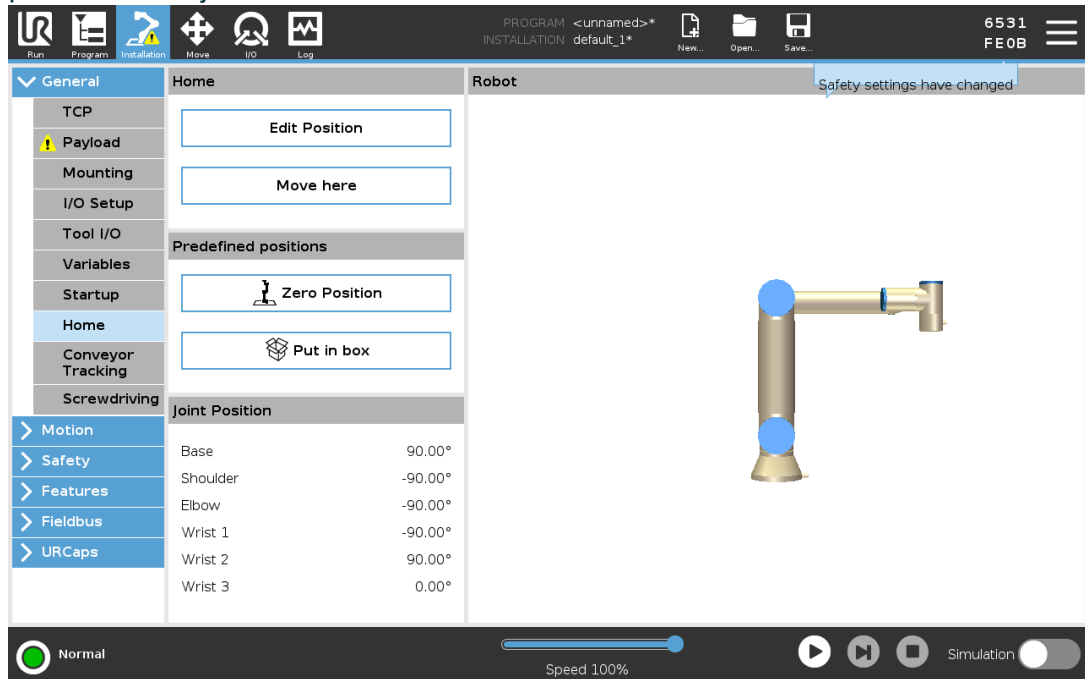 PROGRAM <unnamed>*
INSTALLATION default_1*
6531
FE0B
UR
Run Program Installation Move I/O Log
New... Open... Save...
Safety settings have changed
General
TCP
Payload
Mounting
I/O Setup
Tool I/O
Variables
Startup
Home
Conveyor
Tracking
Screwdriving
Motion
Safety
Features
Fieldbus
URCaps
Home
Edit Position
Move here
Predefined positions
Zero Position
Put in box
Joint Position
Base 90.00°
Shoulder -90.00°
Elbow -90.00°
Wrist 1 -90.00°
Wrist 2 90.00°
Wrist 3 0.00°
Robot
Normal
Speed 100%
Simulation